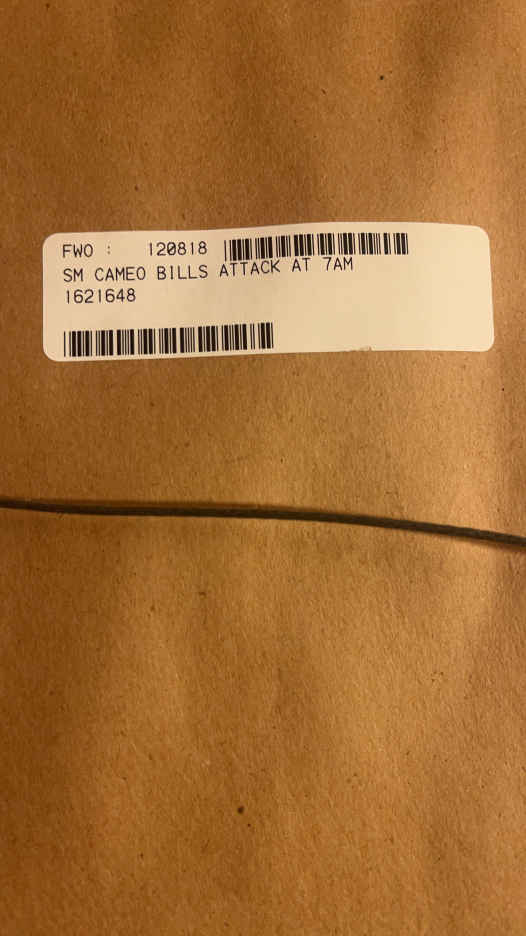 FWO : 120818
SM CAMEO BILLS ATTACK AT 7AM
1621648